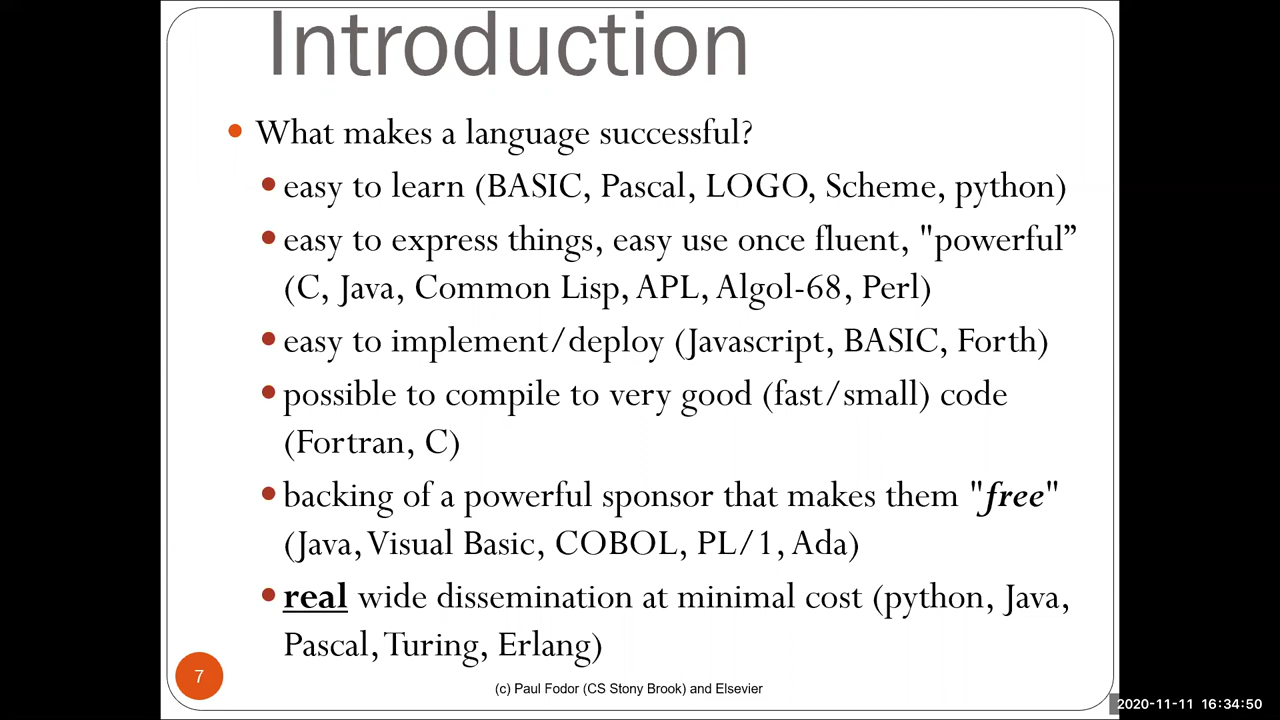 Introduction
What makes a language successful?
easy to learn (BASIC, Pascal, LOGO, Scheme, python)
easy to express things, easy use once fluent, "powerful”
(C, Java, Common Lisp, APL, Algol-68, Perl)
easy to implement/deploy (Javascript, BASIC, Forth)
possible to compile to very good (fast/small) code
(Fortran, C)
backing of a powerful sponsor that makes them "free"
(Java, Visual Basic, COBOL, PL/1, Ada)
real wide dissemination at minimal cost (python, Java,
Pascal, Turing, Erlang)
7
(c) Paul Fodor (CS Stony Brook) and Elsevier
2020-11-11 16:34:50